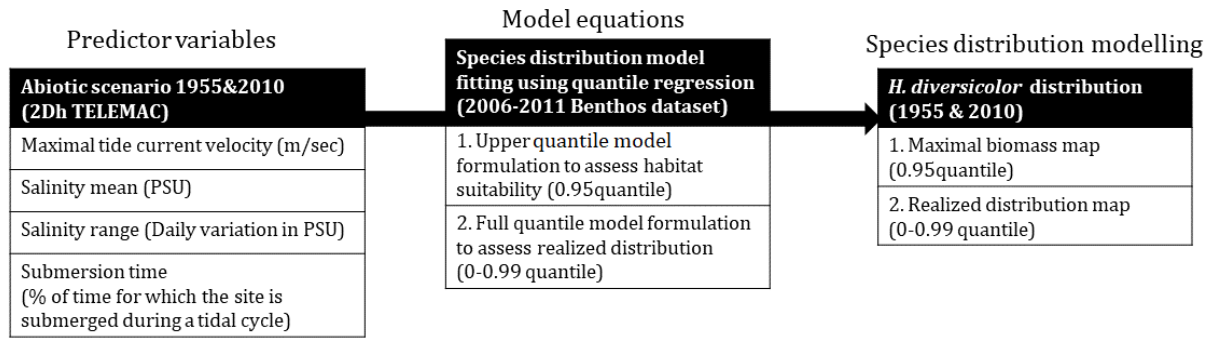 Predictor variables
Abiotic scenario 1955&2010
(2Dh TELEMAC)
Maximal tide current velocity (m/sec)
Salinity mean (PSU)
Salinity range (Daily variation in PSU)
Submersion time
(% of time for which the site is
submerged during a tidal cycle)
Model equations
Species distribution model
fitting using quantile regression
(2006-2011 Benthos dataset)
1. Upper quantile model
formulation to assess habitat
suitability (0.95quantile)
2. Full quantile model formulation
to assess realized distribution
(0-0.99 quantile)
Species distribution modelling
H. diversicolor distribution
(1955 & 2010)
1. Maximal biomass map
(0.95quantile)
2. Realized distribution map
(0-0.99 quantile)